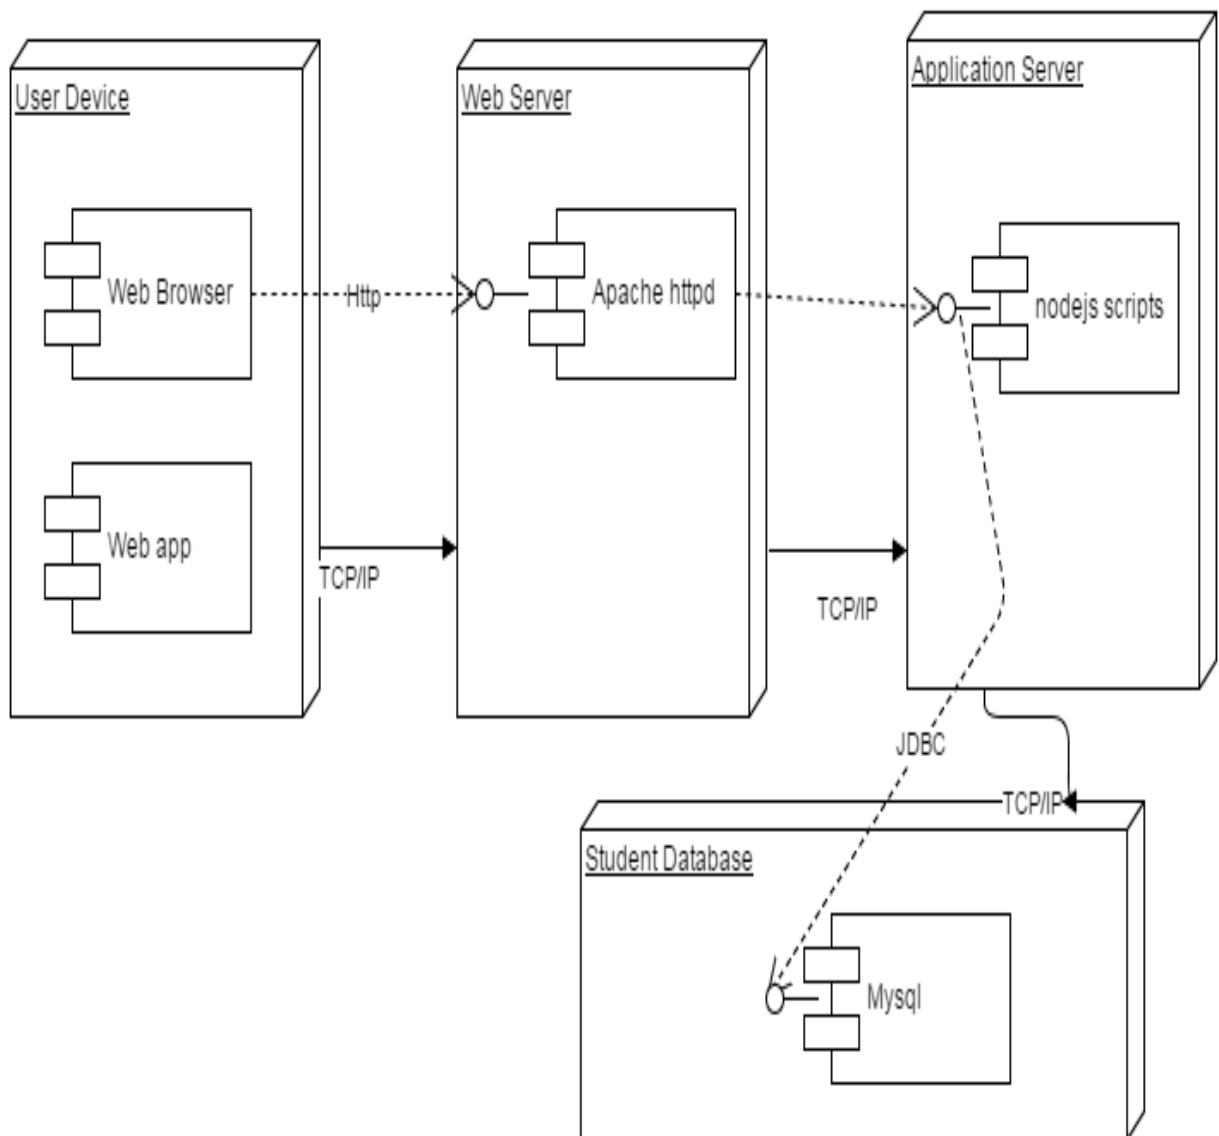 User Device
Web Server
Application Server
Web Browser
Http
Apache httpd
nodejs scripts
Web app
TCP/IP
TCP/IP
JDBC
TCP/IP
Student Database
Mysql